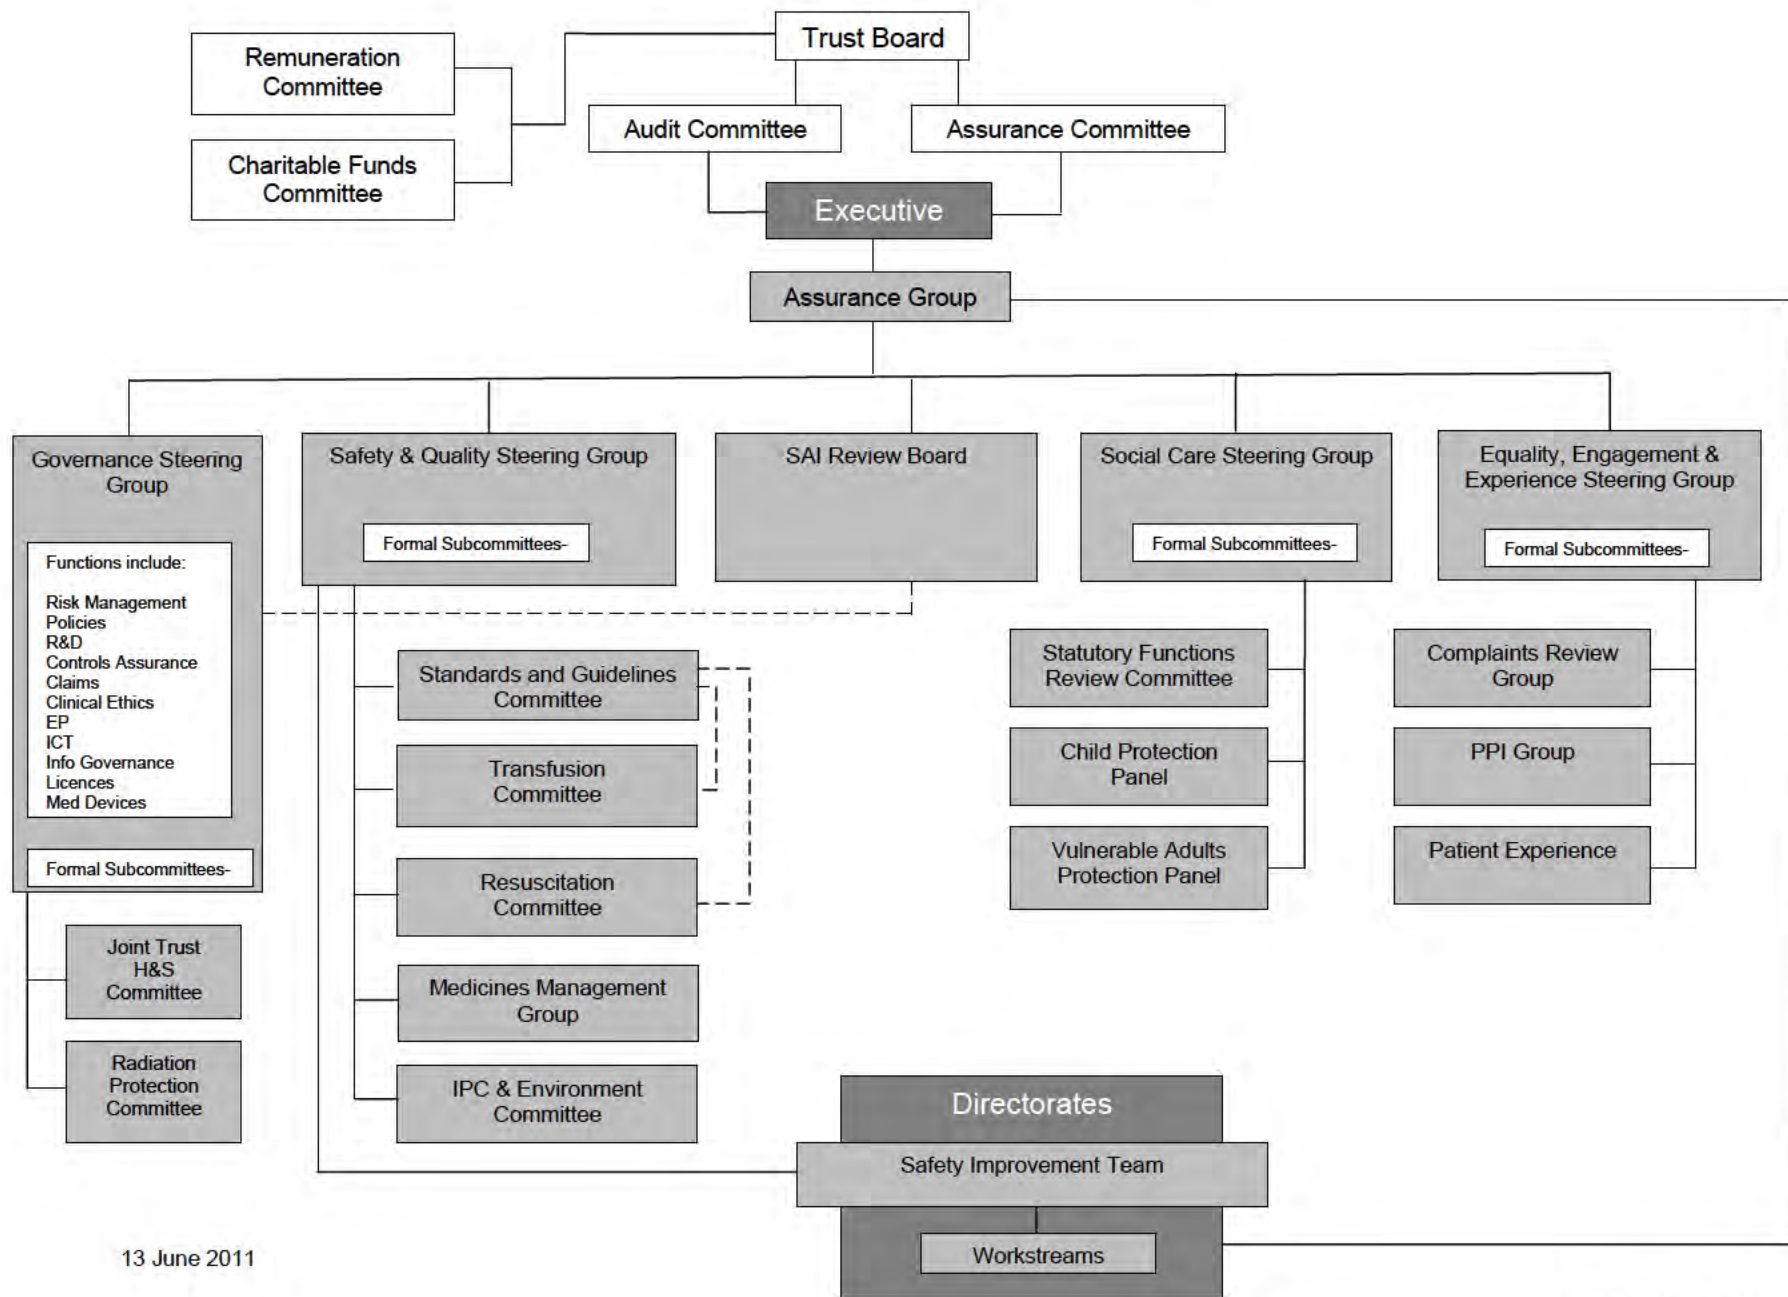 Trust Board
Remuneration
Committee
Audit Committee
Assurance Committee
Charitable Funds
Committee
Executive
Assurance Group
Governance Steering
Group
Functions include:
Risk Management
Policies
R&D
Controls Assurance
Claims
Clinical Ethics
EP
ICT
Info Governance
Licences
Med Devices
Formal Subcommittees-
Joint Trust
H&S
Committee
Radiation
Protection
Committee
Safety & Quality Steering Group
Formal Subcommittees-
Standards and Guidelines
Committee
Transfusion
Committee
Resuscitation
Committee
Medicines Management
Group
IPC & Environment
Committee
SAI Review Board
Social Care Steering Group
Formal Subcommittees-
Statutory Functions
Review Committee
Child Protection
Panel
Vulnerable Adults
Protection Panel
Equality, Engagement &
Experience Steering Group
Formal Subcommittees-
Complaints Review
Group
PPI Group
Patient Experience
Directorates
Safety Improvement Team
Workstreams
13 June 2011